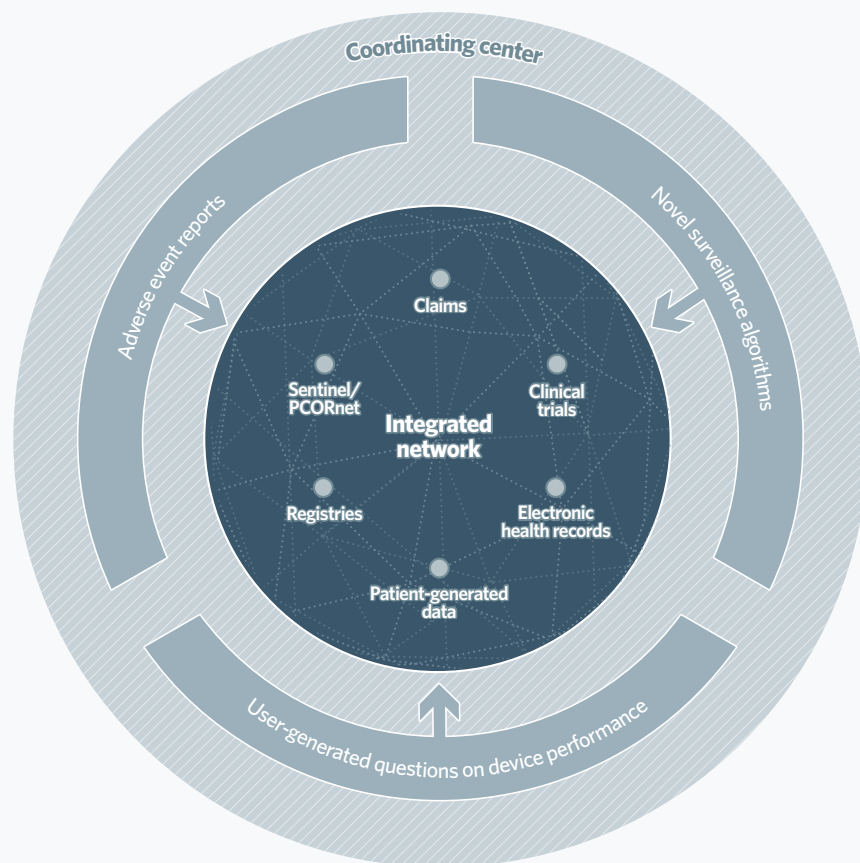 Coordinating center
Adverse event reports
Novel surveillance algorithms
Claims
Sentinel/
PCORnet
Clinical
trials
Integrated
network
Registries
Electronic
health records
Patient-generated
data
User-generated questions on device performance